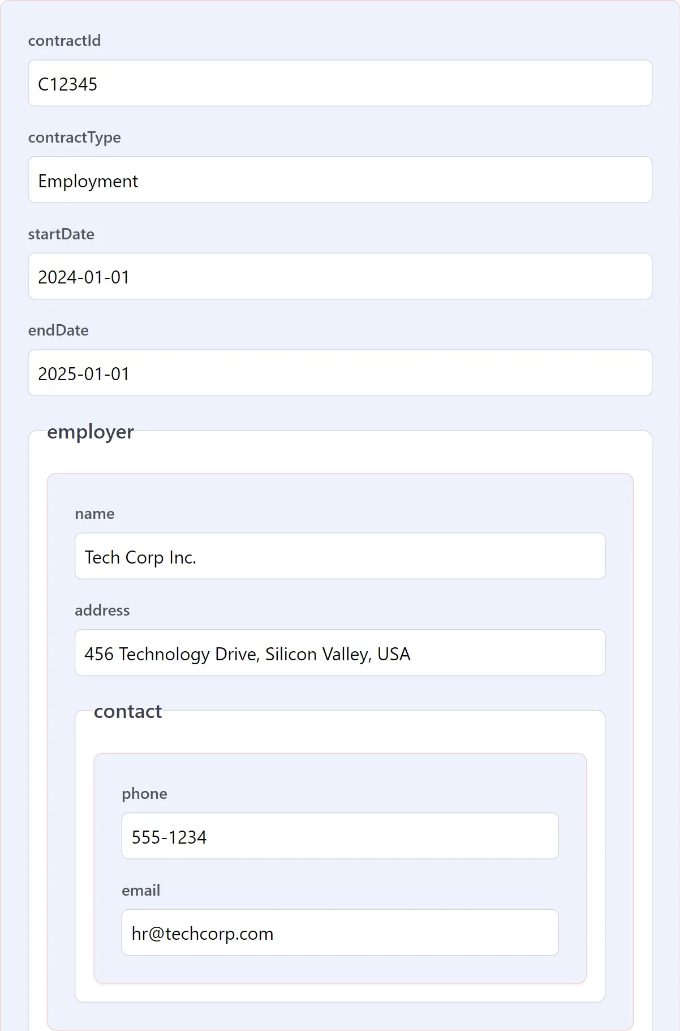 contractId
C12345
contractType
Employment
startDate
2024-01-01
endDate
2025-01-01
employer
name
Tech Corp Inc.
address
456 Technology Drive, Silicon Valley, USA
contact
phone
555-1234
email
hr@techcorp.com